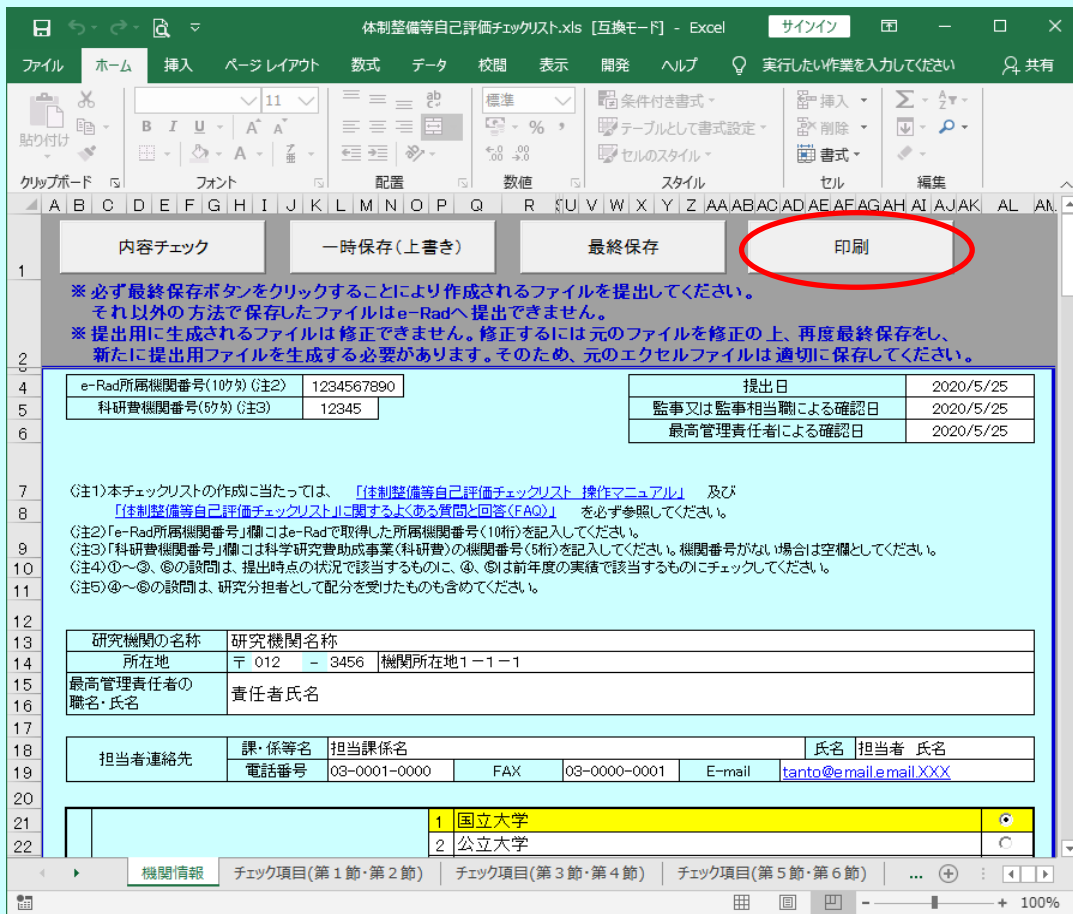 体制整備等自己評価チェックリスト.xls [互換モード] - Excel サインイン
ファイル ホーム 挿入 ページ レイアウト 数式 データ 校閲 表示 開発 ヘルプ 実行したい作業を入力してください 共有
11 標準 条件付き書式 挿入
貼り付け B I U A A % テーブルとして書式設定 削除
A セルのスタイル 書式
クリップボード フォント 配置 数値 スタイル セル 編集
A B C D E F G H I J K L M N O P Q R U V W X Y Z AA AB AC AD AE AF AG AH AI AJ AK AL AM
内容チェック 一時保存(上書き) 最終保存 印刷
1
※必ず最終保存ボタンをクリックすることにより作成されるファイルを提出してください。
それ以外の方法で保存したファイルはe-Radへ提出できません。
※提出用に生成されるファイルは修正できません。修正するには元のファイルを修正の上、再度最終保存をし、
2 新たに提出用ファイルを生成する必要があります。そのため、元のエクセルファイルは適切に保存してください。
4 e-Rad所属機関番号(10ケタ)(注2) 1234567890 提出日 2020/5/25
5 科研費機関番号(5ケタ)(注3) 12345 監事又は監事相当職による確認日 2020/5/25
6 最高管理責任者による確認日 2020/5/25
7 (注1)本チェックリストの作成に当たっては、 「体制整備等自己評価チェックリスト 操作マニュアル」 及び
8 「体制整備等自己評価チェックリスト」に関するよくある質問と回答(FAQ)」 を必ず参照してください。
(注2)「e-Rad所属機関番号」欄にはe-Radで取得した所属機関番号(10桁)を記入してください。
9 (注3)「科研費機関番号」欄には科学研究費助成事業(科研費)の機関番号(5桁)を記入してください。機関番号がない場合は空欄としてください。
10 (注4)①～③、⑥の設問は、提出時点の状況で該当するものに、④、⑤は前年度の実績で該当するものにチェックしてください。
11 (注5)④～⑥の設問は、研究分担者として配分を受けたものも含めてください。
12
13 研究機関の名称 研究機関名称
14 所在地 〒 012 - 3456 機関所在地1-1-1
15 最高管理責任者の 責任者氏名
16 職名・氏名
17
18 担当者連絡先 課・係等名 担当課係名 氏名 担当者 氏名
19 電話番号 03-0001-0000 FAX 03-0000-0001 E-mail tanto@email.email.XXX
20
21 1 国立大学
22 2 公立大学
機関情報 チェック項目(第1節・第2節) チェック項目(第3節・第4節) チェック項目(第5節・第6節) ...
100%